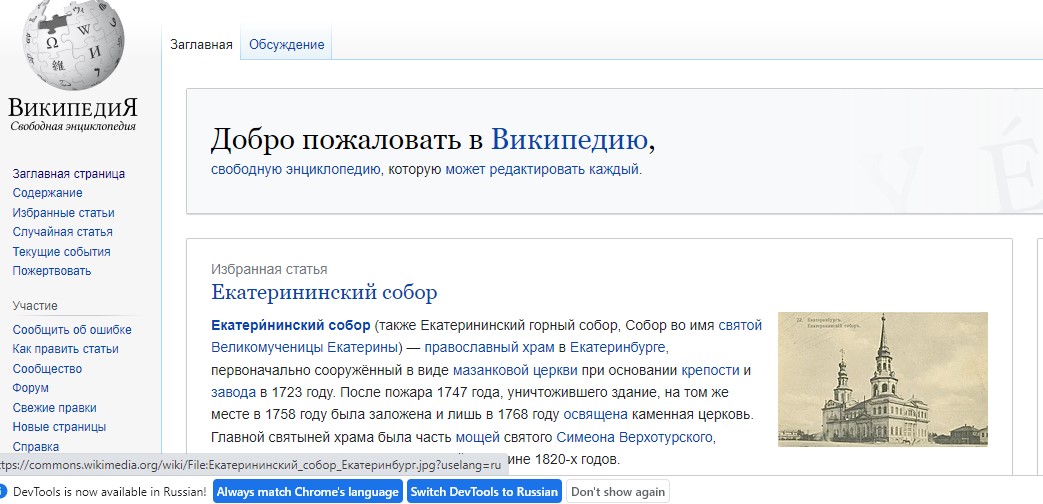 ВикипедиЯ
Свободная энциклопедия
Заглавная страница
Содержание
Избранные статьи
Случайная статья
Текущие события
Пожертвовать
Участие
Сообщить об ошибке
Как править статьи
Сообщество
Форум
Свежие правки
Новые страницы
Справка
Заглавная
Обсуждение
Добро пожаловать в Википедию,
свободную энциклопедию, которую может редактировать каждый.
Избранная статья
Екатерининский собор
Екатери́нинский собор (также Екатерининский горный собор, Собор во имя святой
Великомученицы Екатерины) — православный храм в Екатеринбурге,
первоначально сооружённый в виде мазанковой церкви при основании крепости и
завода в 1723 году. После пожара 1747 года, уничтожившего здание, на том же
месте в 1758 году была заложена и лишь в 1768 году освящена каменная церковь.
Главной святыней храма была часть мощей святого Симеона Верхотурского,
ине 1820-х годов.
Екатеринбургъ.
Екатерининскій соборъ.
ttps://commons.wikimedia.org/wiki/File:Екатерининский_собор_Екатеринбург.jpg?uselang=ru
DevTools is now available in Russian!
Always match Chrome's language
Switch DevTools to Russian
Don't show again